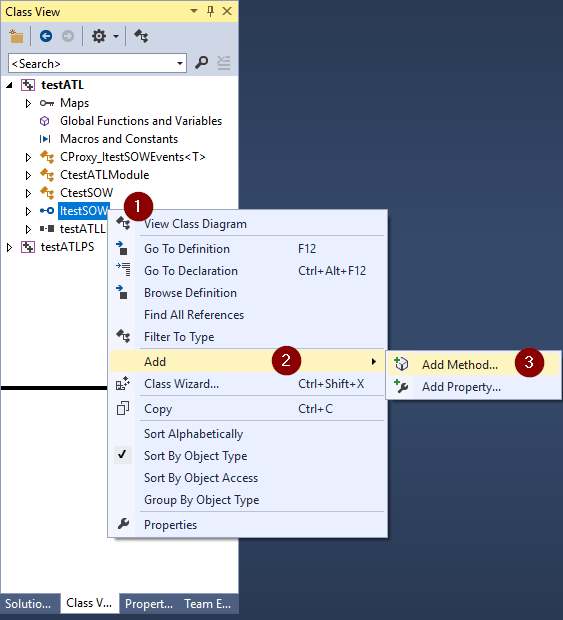 Class View
<Search>
testATL
Maps
Global Functions and Variables
Macros and Constants
CProxy_ItestSOWEvents<T>
CtestATLModule
CtestSOW
ItestSOW
testATLL
testATLPS
1
View Class Diagram
Go To Definition F12
Go To Declaration Ctrl+Alt+F12
Browse Definition
Find All References
Filter To Type
Add 2
Add Method... 3
Class Wizard... Ctrl+Shift+X
Add Property...
Copy Ctrl+C
Sort Alphabetically
Sort By Object Type
Sort By Object Access
Group By Object Type
Properties
Solutio... Class V... Propert... Team E...